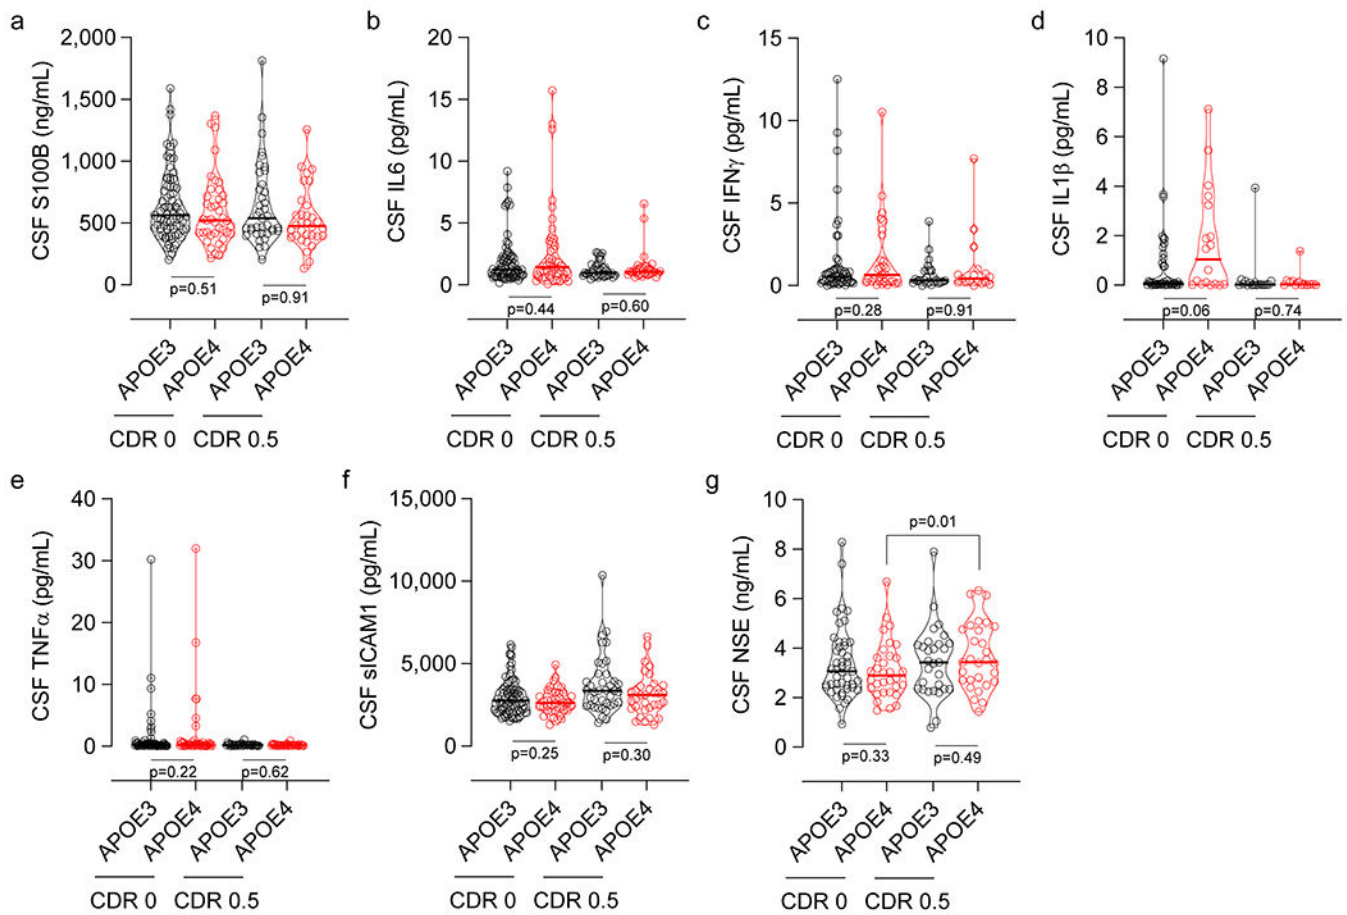 a
CSF S100B (ng/mL)
2,000
1,500
1,000
500
0
p=0.51
p=0.91
APOE3
APOE4
APOE3
APOE4
CDR 0
CDR 0.5
b
CSF IL6 (pg/mL)
20
15
10
5
0
p=0.44
p=0.60
APOE3
APOE4
APOE3
APOE4
CDR 0
CDR 0.5
c
CSF IFNγ (pg/mL)
15
10
5
0
p=0.28
p=0.91
APOE3
APOE4
APOE3
APOE4
CDR 0
CDR 0.5
d
CSF IL1β (pg/mL)
10
8
6
4
2
0
p=0.06
p=0.74
APOE3
APOE4
APOE3
APOE4
CDR 0
CDR 0.5
e
CSF TNFα (pg/mL)
40
30
20
10
0
p=0.22
p=0.62
APOE3
APOE4
APOE3
APOE4
CDR 0
CDR 0.5
f
CSF sICAM1 (pg/mL)
15,000
10,000
5,000
0
p=0.25
p=0.30
APOE3
APOE4
APOE3
APOE4
CDR 0
CDR 0.5
g
CSF NSE (ng/mL)
10
8
6
4
2
0
p=0.01
p=0.33
p=0.49
APOE3
APOE4
APOE3
APOE4
CDR 0
CDR 0.5